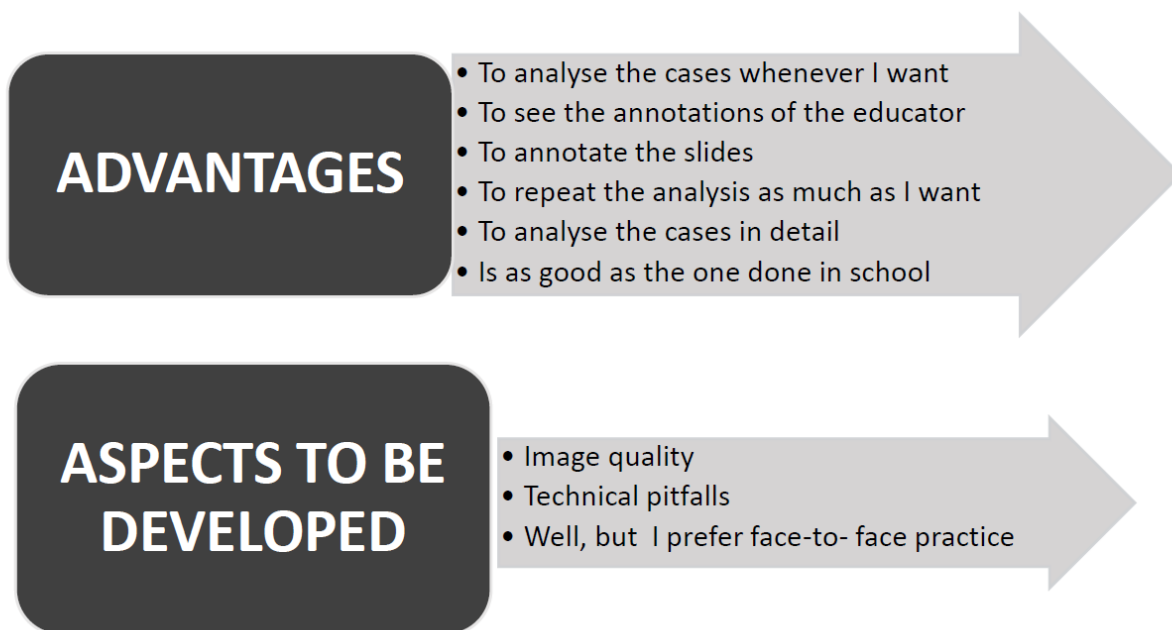 ADVANTAGES
• To analyse the cases whenever I want
• To see the annotations of the educator
• To annotate the slides
• To repeat the analysis as much as I want
• To analyse the cases in detail
• Is as good as the one done in school
ASPECTS TO BE
DEVELOPED
• Image quality
• Technical pitfalls
• Well, but  I prefer face-to- face practice